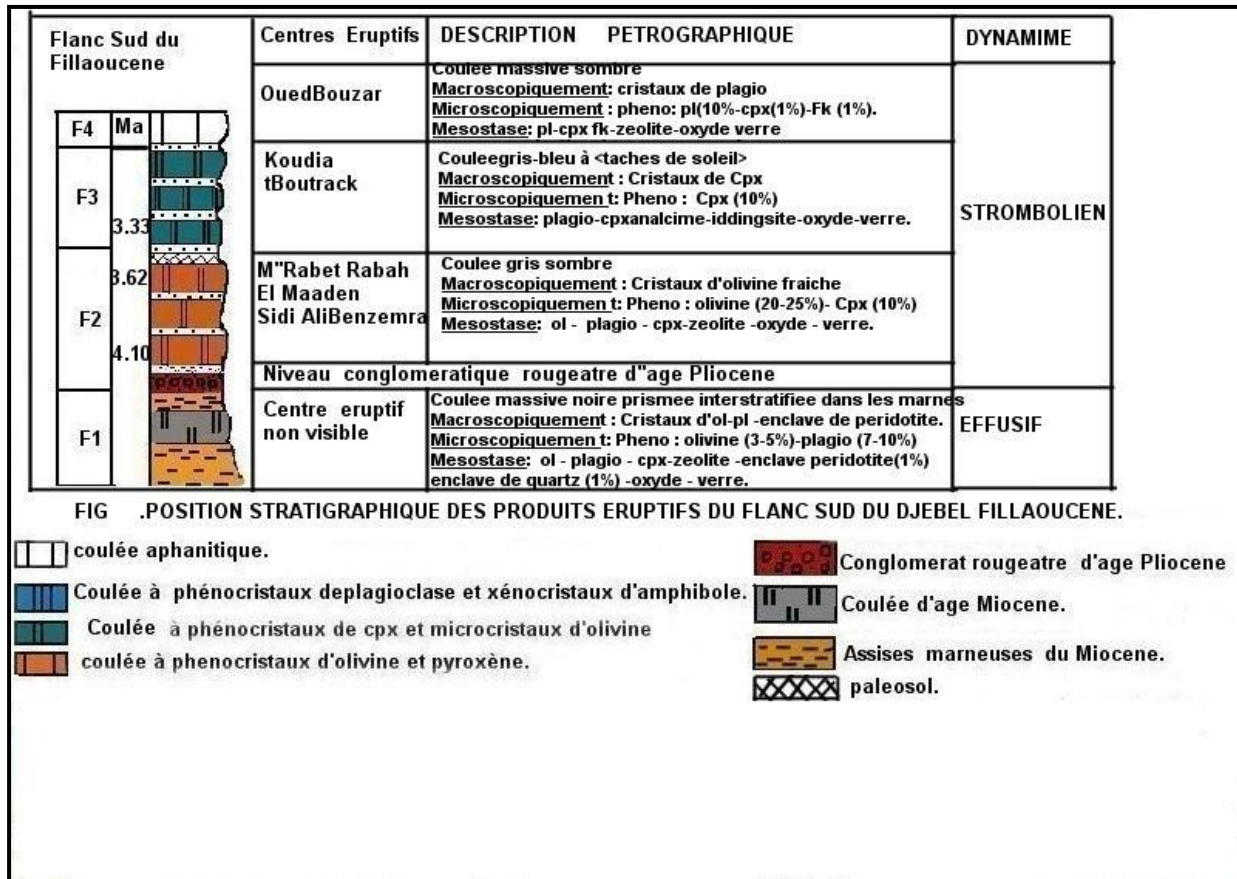 Flanc Sud du
Fillaoucene
Centres Eruptifs
DESCRIPTION PETROGRAPHIQUE
DYNAMIME
F4
Ma
F3
3.33
3.62
F2
4.10
F1
OuedBouzar
Coulee massive sombre
Macroscopiquement: cristaux de plagio
Microscopiquement : pheno: pl(10%-cpx(1%)-Fk (1%).
Mesostase: pl-cpx fk-zeolite-oxyde verre
Koudia
tBoutrack
Couleegris-bleu à <taches de soleil>
Macroscopiquement : Cristaux de Cpx
Microscopiquemen t: Pheno : Cpx (10%)
Mesostase: plagio-cpxanalcime-iddingsite-oxyde-verre.
STROMBOLIEN
M"Rabet Rabah
El Maaden
Sidi AliBenzemra
Coulee gris sombre
Macroscopiquement : Cristaux d'olivine fraiche
Microscopiquemen t: Pheno : olivine (20-25%)- Cpx (10%)
Mesostase: ol - plagio - cpx-zeolite -oxyde - verre.
Niveau conglomeratique rougeatre d"age Pliocene
Centre eruptif
non visible
Coulee massive noire prismee interstratifiee dans les marnes
Macroscopiquement : Cristaux d'ol-pl -enclave de peridotite.
Microscopiquemen t: Pheno : olivine (3-5%)-plagio (7-10%)
Mesostase: ol - plagio - cpx-zeolite -enclave peridotite(1%)
enclave de quartz (1%) -oxyde - verre.
EFFUSIF
FIG .POSITION STRATIGRAPHIQUE DES PRODUITS ERUPTIFS DU FLANC SUD DU DJEBEL FILLAOUCENE.
coulée aphanitique.
Coulée à phénocristaux deplagioclase et xénocristaux d'amphibole.
Coulée à phénocristaux de cpx et microcristaux d'olivine
coulée à phenocristaux d'olivine et pyroxène.
Conglomerat rougeatre d'age Pliocene
Coulée d'age Miocene.
Assises marneuses du Miocene.
paleosol.